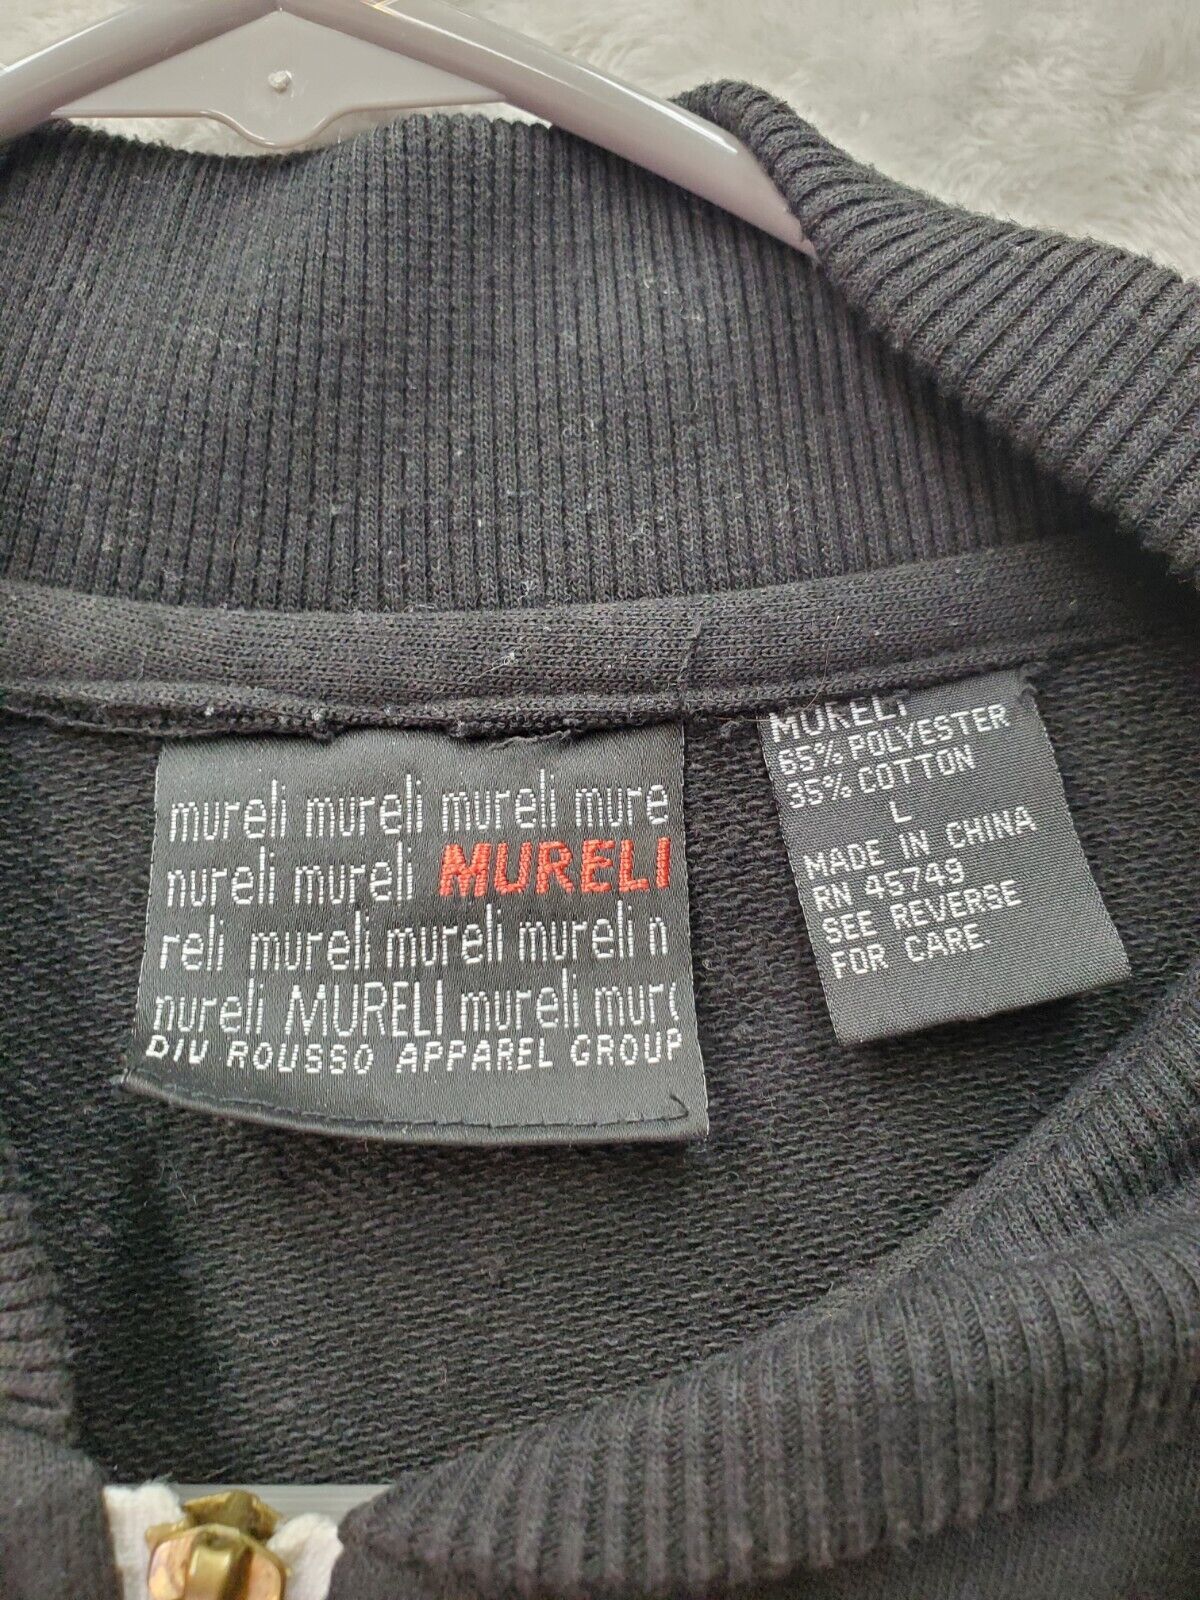 mureli mureli mureli mure
nureli mureli MURELI
reli mureli mureli mureli n
nureli MURELI mureli mur
DIV ROUSSO APPAREL GROUP
MURELI
65% POLYESTER
35% COTTON
L
MADE IN CHINA
RN 45749
SEE REVERSE
FOR CARE